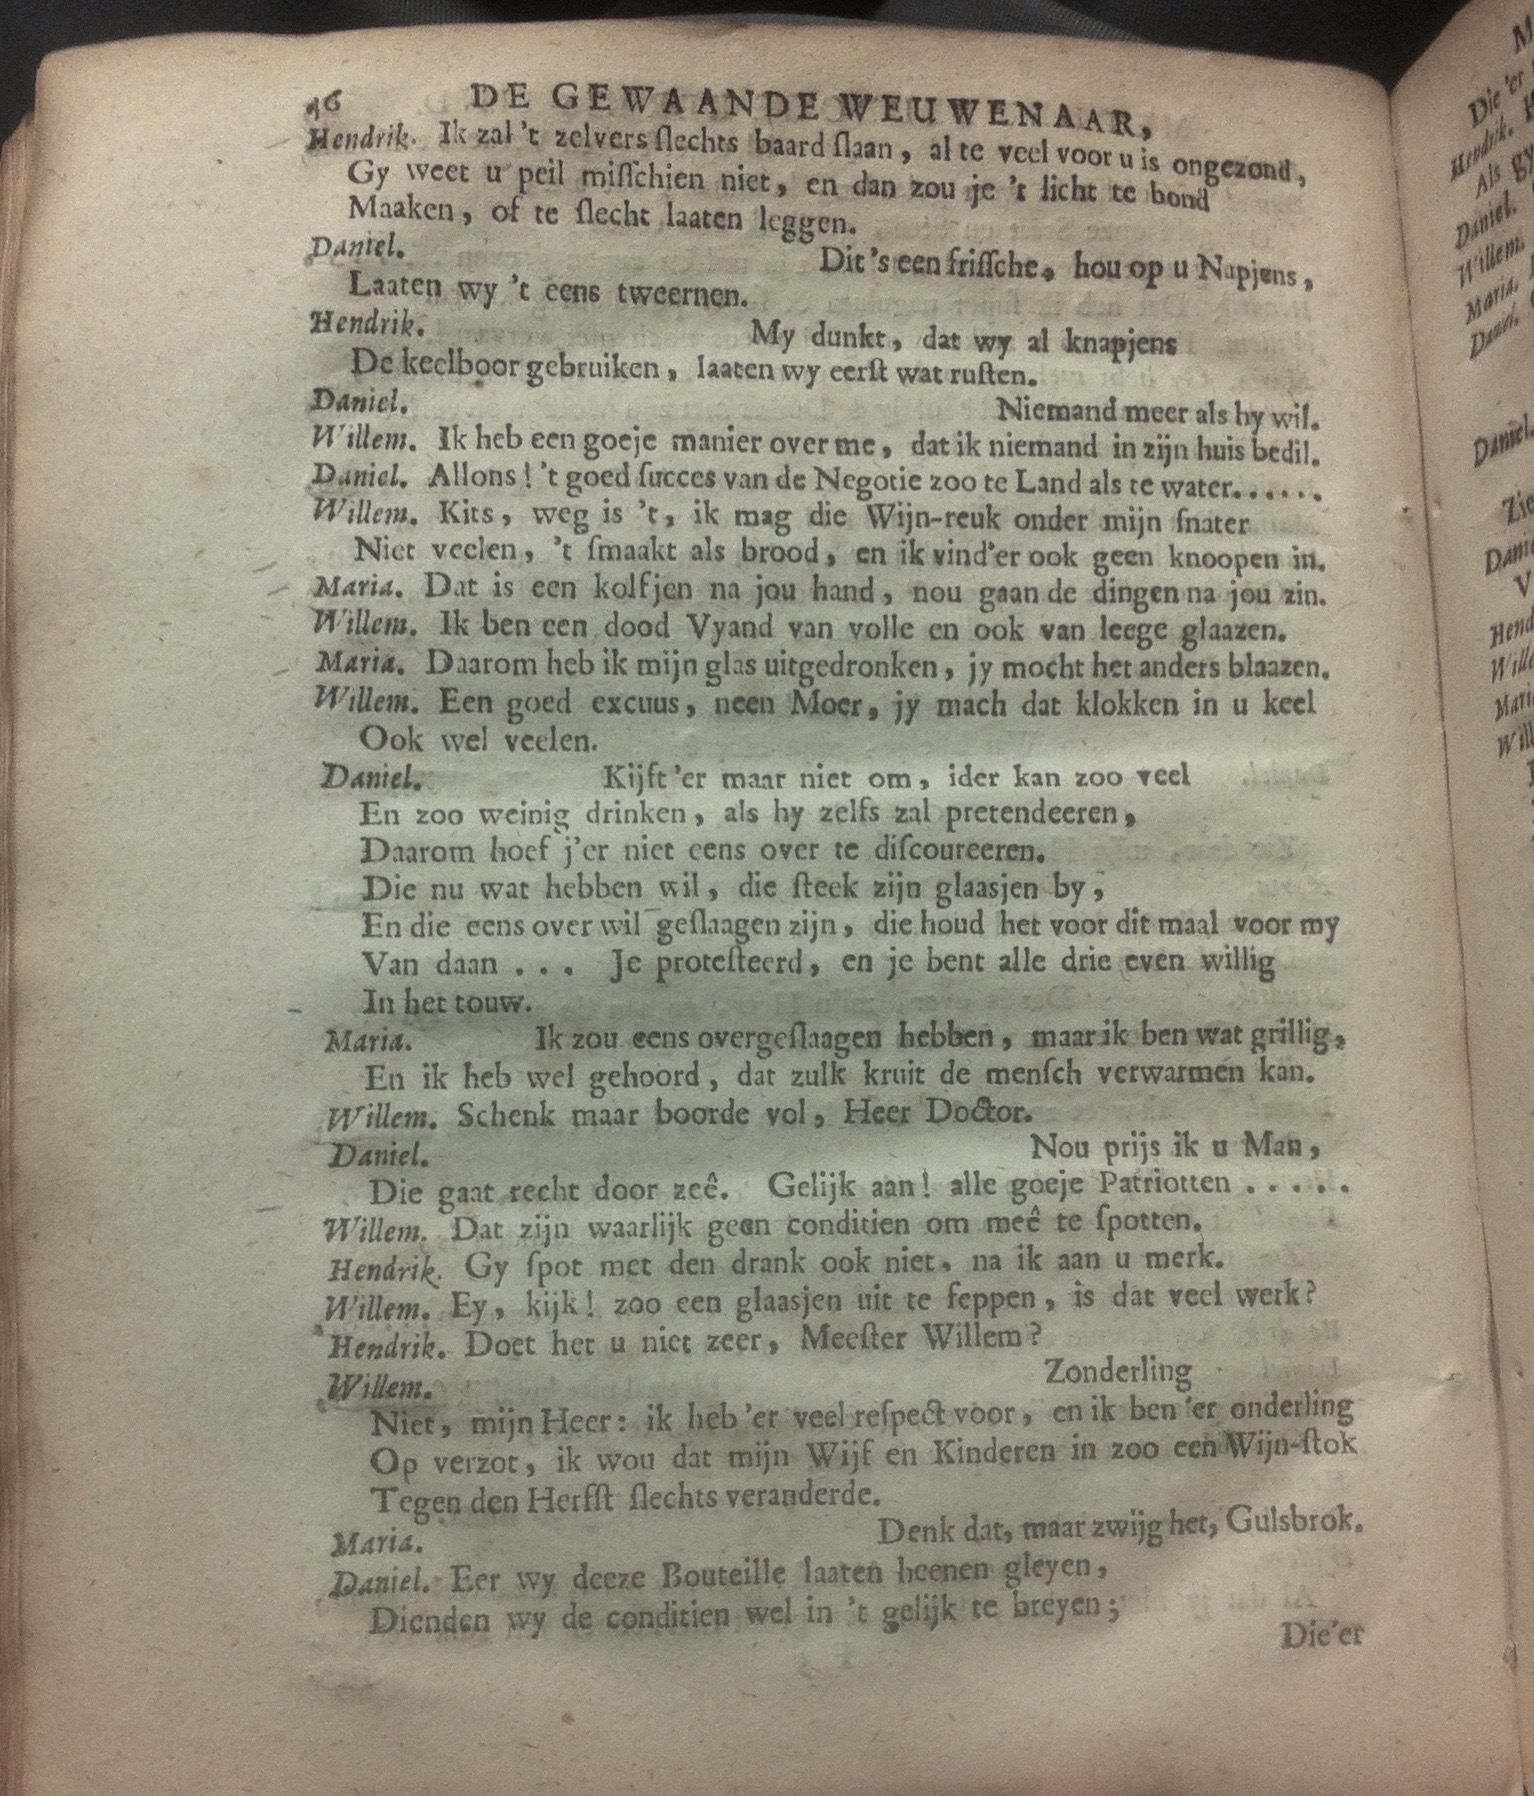 46 DE GEWAANDE WEUWENAAR,
Hendrik. Ik zal 't zelvers ſlechts baard ſlaan, al te veel voor u is ongezond,
Gy weet u peil miſſchien niet, en dan zou je 't licht te bond
Maaken, of te ſlecht laaten leggen.
Daniel. Dit's een friſſche, hou op u Napjens,
Laaten wy 't eens tweernen.
Hendrik. My dunkt, dat wy al knapjens
De keelboor gebruiken, laaten wy eerſt wat ruſten.
Daniel. Niemand meer als hy wil.
Willem. Ik heb een goeje manier over me, dat ik niemand in zijn huis bedil.
Daniel. Allons! 't goed ſucces van de Negotie zoo te Land als te water......
Willem. Kits, weg is 't, ik mag die Wijn-reuk onder mijn ſnater
Niet veelen, 't ſmaakt als brood, en ik vind'er ook geen knoopen in.
Maria. Dat is een kolfjen na jou hand, nou gaan de dingen na jou zin.
Willem. Ik ben een dood Vyand van volle en ook van leege glaazen.
Maria. Daarom heb ik mijn glas uitgedronken, jy mocht het anders blaazen.
Willem. Een goed excuus, neen Moer, jy mach dat klokken in u keel
Ook wel veelen.
Daniel. Kijft 'er maar niet om, ider kan zoo veel
En zoo weinig drinken, als hy zelfs zal pretendeeren,
Daarom hoef j'er niet eens over te diſcoureeren.
Die nu wat hebben wil, die ſteek zijn glaasjen by,
En die eens over wil geſlaagen zijn, die houd het voor dit maal voor my
Van daan ... Je proteſteerd, en je bent alle drie even willig
In het touw.
Maria. Ik zou eens overgeſlaagen hebben, maar ik ben wat grillig,
En ik heb wel gehoord, dat zulk kruit de menſch verwarmen kan.
Willem. Schenk maar boorde vol, Heer Doctor.
Daniel. Nou prijs ik u Man,
Die gaat recht door zeê. Gelijk aan! alle goeje Patriotten .....
Willem. Dat zijn waarlijk geen conditien om meê te ſpotten.
Hendrik. Gy ſpot met den drank ook niet, na ik aan u merk.
Willem. Ey, kijk! zoo een glaasjen uit te ſeppen, is dat veel werk?
Hendrik. Doet het u niet zeer, Meeſter Willem?
Willem. Zonderling
Niet, mijn Heer: ik heb 'er veel reſpect voor, en ik ben 'er onderling
Op verzot, ik wou dat mijn Wijf en Kinderen in zoo een Wijn-ſtok
Tegen den Herfſt ſlechts veranderde.
Maria. Denk dat, maar zwijg het, Gulsbrok.
Daniel. Eer wy deeze Bouteille laaten heenen gleyen,
Dienden wy de conditien wel in 't gelijk te breyen;
Die'er
Die 'er
Hendrik.
Als gy
Daniel.
Willem.
Maria.
Daniel.
Daniel.
Zie